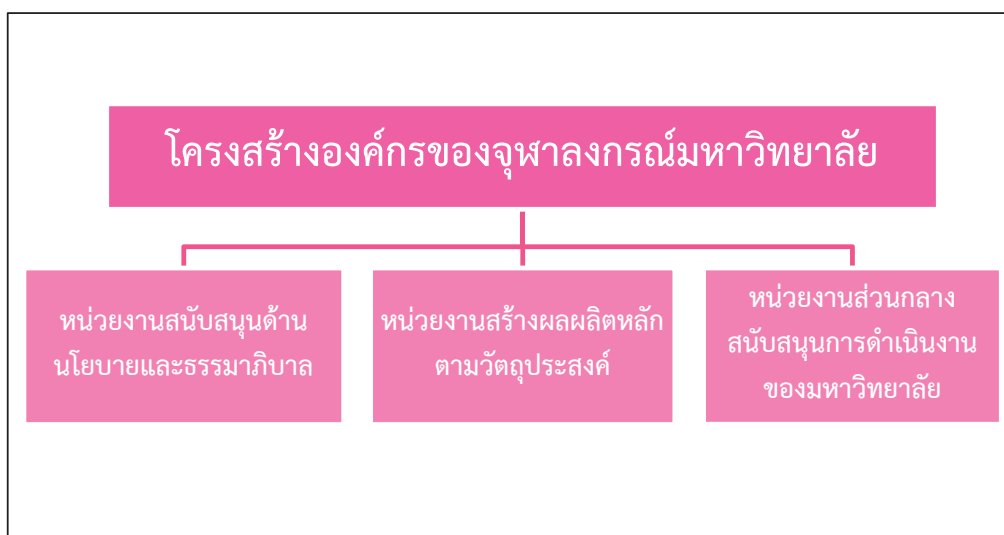 โครงสร้างองค์กรของจุฬาลงกรณ์มหาวิทยาลัย
หน่วยงานสนับสนุนด้าน
นโยบายและธรรมาภิบาล
หน่วยงานสร้างผลผลิตหลัก
ตามวัตถุประสงค์
หน่วยงานส่วนกลาง
สนับสนุนการดำเนินงาน
ของมหาวิทยาลัย